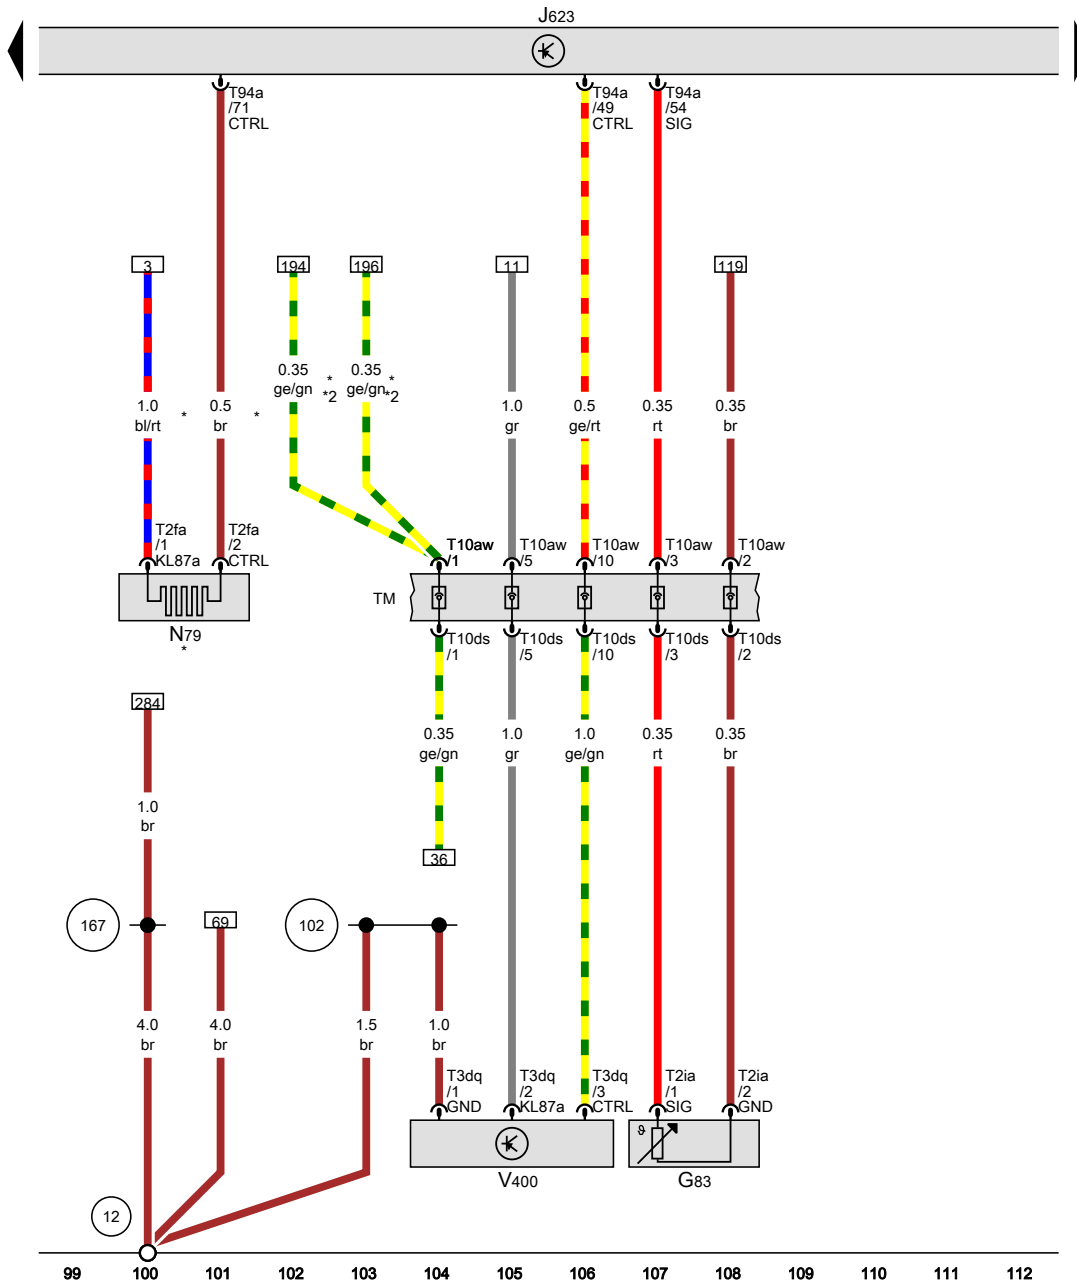 J623
T94a
/71
CTRL
T94a
/49
CTRL
T94a
/54
SIG
3
194
196
11
119
0.35
ge/gn
*
*2
0.35
ge/gn
*
*2
1.0
bl/rt
*
0.5
br
*
1.0
gr
0.5
ge/rt
0.35
rt
0.35
br
T2fa
/1
KL87a
T2fa
/2
CTRL
T10aw
/1
T10aw
/5
T10aw
/10
T10aw
/3
T10aw
/2
TM
N79
*
T10ds
/1
T10ds
/5
T10ds
/10
T10ds
/3
T10ds
/2
284
0.35
ge/gn
1.0
gr
1.0
ge/gn
0.35
rt
0.35
br
1.0
br
36
167
69
102
4.0
br
4.0
br
1.5
br
1.0
br
T3dq
/1
GND
T3dq
/2
KL87a
T3dq
/3
CTRL
T2ia
/1
SIG
T2ia
/2
GND
ϑ
V400
G83
12
99 100 101 102 103 104 105 106 107 108 109 110 111 112